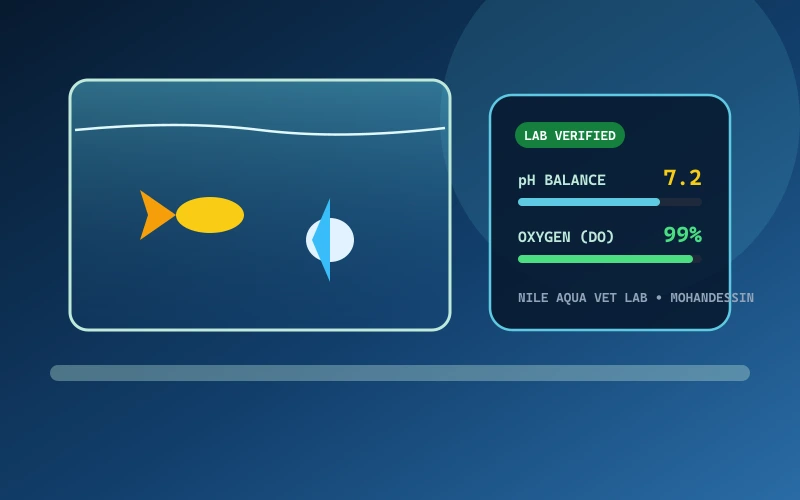 LAB VERIFIED
pH BALANCE 7.2
OXYGEN (DO) 99%
NILE AQUA VET LAB • MOHANDESSIN